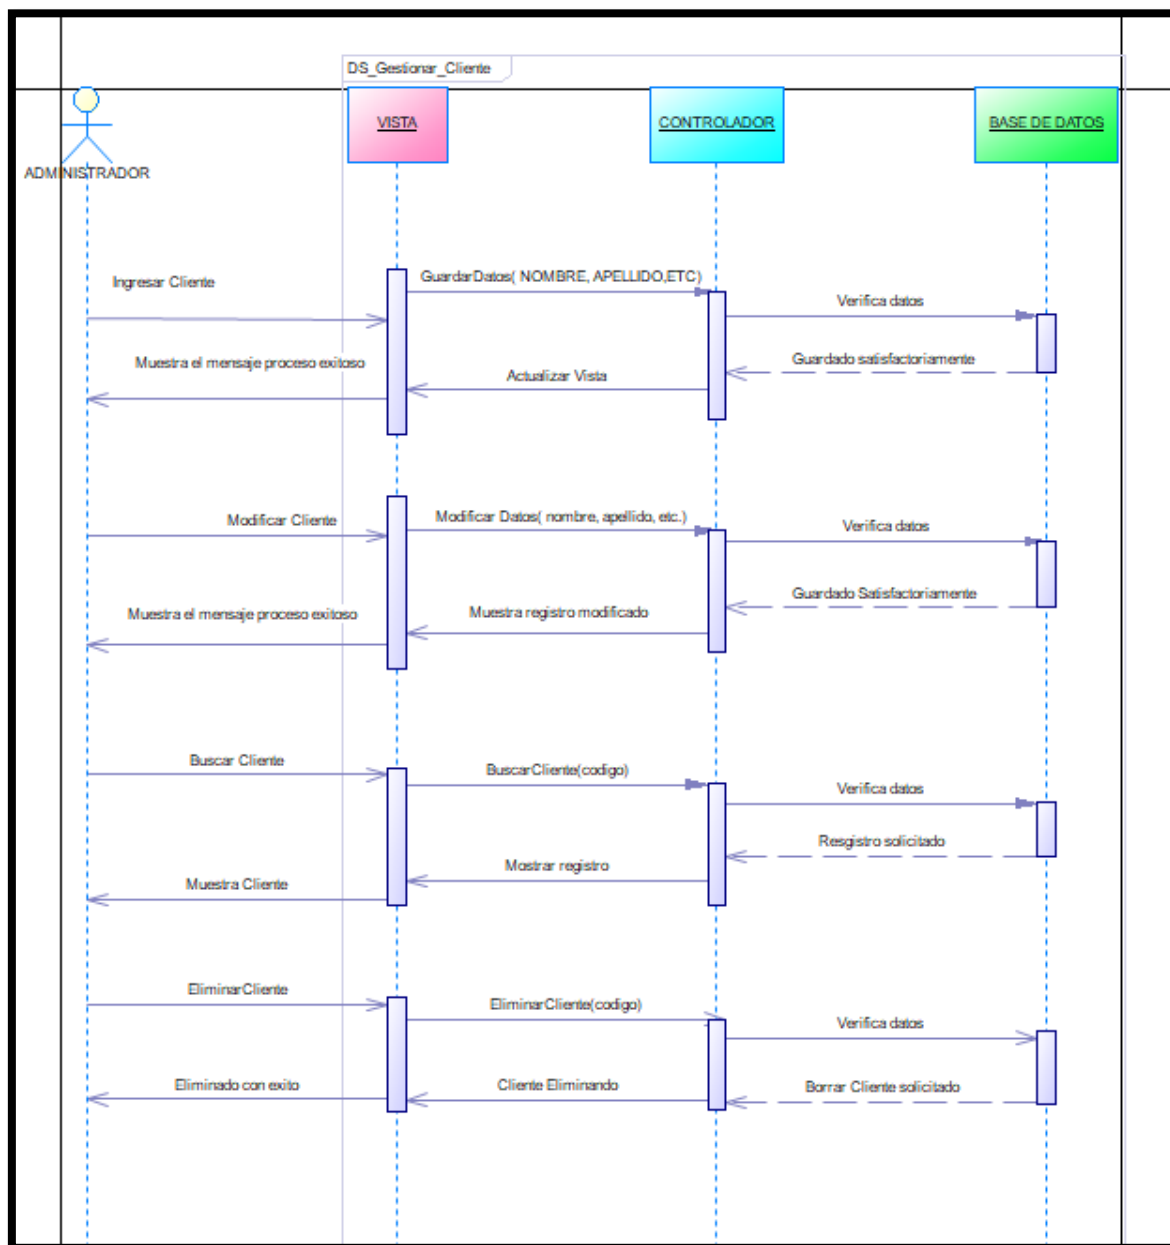 DS_Gestionar_Cliente
VISTA
CONTROLADOR
BASE DE DATOS
ADMINISTRADOR
Ingresar Cliente
GuardarDatos( NOMBRE, APELLIDO,ETC)
Verifica datos
Muestra el mensaje proceso exitoso
Actualizar Vista
Guardado satisfactoriamente
Modificar Cliente
Modificar Datos( nombre, apellido, etc.)
Verifica datos
Muestra el mensaje proceso exitoso
Muestra registro modificado
Guardado Satisfactoriamente
Buscar Cliente
BuscarCliente(codigo)
Verifica datos
Muestra Cliente
Mostrar registro
Resgistro solicitado
EliminarCliente
EliminarCliente(codigo)
Verifica datos
Eliminado con exito
Cliente Eliminando
Borrar Cliente solicitado